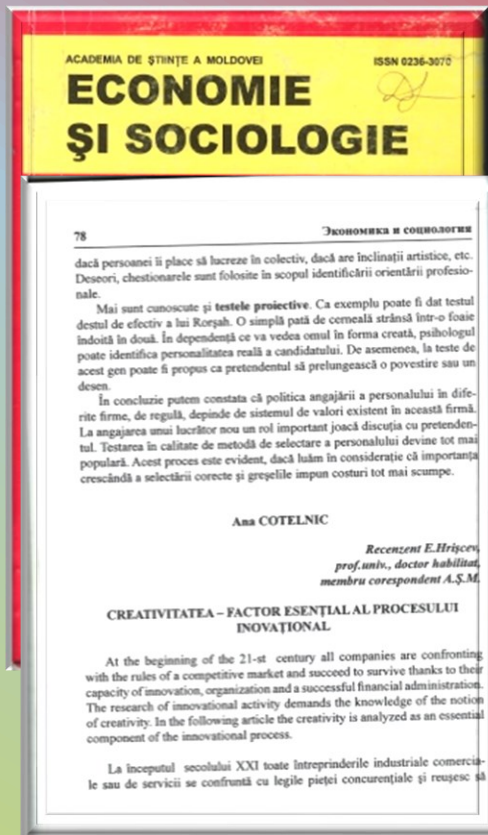 ACADEMIA DE ŞTIINŢE A MOLDOVEI
ISSN 0236-3070
ECONOMIE
ŞI SOCIOLOGIE
78
Экономика и социология
dacă persoanei îi place să lucreze în colectiv, dacă are înclinaţii artistice, etc.
Deseori, chestionarele sunt folosite în scopul identificării orientării profesio-
nale.
Mai sunt cunoscute şi testele proiective. Ca exemplu poate fi dat testul
destul de efectiv a lui Rorşah. O simplă pată de cerneală strânsă într-o foaie
îndoită în două. În dependenţă ce va vedea omul în forma creată, psihologul
poate identifica personalitatea reală a candidatului. De asemenea, la teste de
acest gen poate fi propus ca pretendentul să prelungească o povestire sau un
desen.
În concluzie putem constata că politica angajării a personalului în dife-
rite firme, de regulă, depinde de sistemul de valori existent în această firmă.
La angajarea unui lucrător nou un rol important joacă discuţia cu pretenden-
tul. Testarea în calitate de metodă de selectare a personalului devine tot mai
populară. Acest proces este evident, dacă luăm în consideraţie că importanţa
crescândă a selectării corecte şi greşelile impun costuri tot mai scumpe.
Ana COTELNIC
Recenzent E.Hrişcev,
prof.univ., doctor habilitat,
membru corespondent A.Ş.M.
CREATIVITATEA – FACTOR ESENŢIAL AL PROCESULUI
INOVAŢIONAL
At the beginning of the 21-st century all companies are confronting
with the rules of a competitive market and succeed to survive thanks to their
capacity of innovation, organization and a successful financial administration.
The research of innovational activity demands the knowledge of the notion
of creativity. In the following article the creativity is analyzed as an essential
component of the innovational process.
La începutul secolului XXI toate întreprinderile industriale comercia-
le sau de servicii se confruntă cu legile pieţei concurenţiale şi reuşesc să